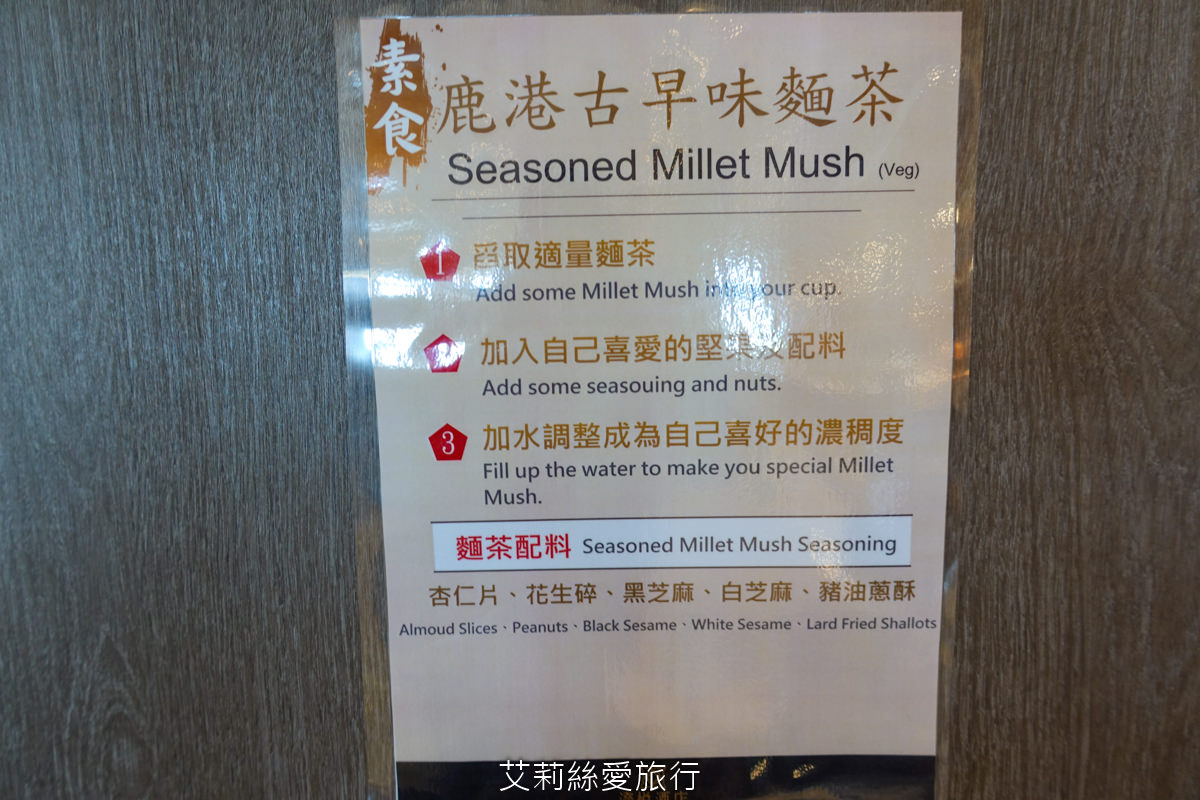 素食
鹿港古早味麵茶
Seasoned Millet Mush (Veg)
1 舀取適量麵茶
Add some Millet Mush into your cup.
2 加入自己喜愛的堅果及配料
Add some seasouing and nuts.
3 加水調整成為自己喜好的濃稠度
Fill up the water to make you special Millet
Mush.
麵茶配料 Seasoned Millet Mush Seasoning
杏仁片、花生碎、黑芝麻、白芝麻、豬油蔥酥
Almoud Slices、Peanuts、Black Sesame、White Sesame、Lard Fried Shallots
艾莉絲愛旅行